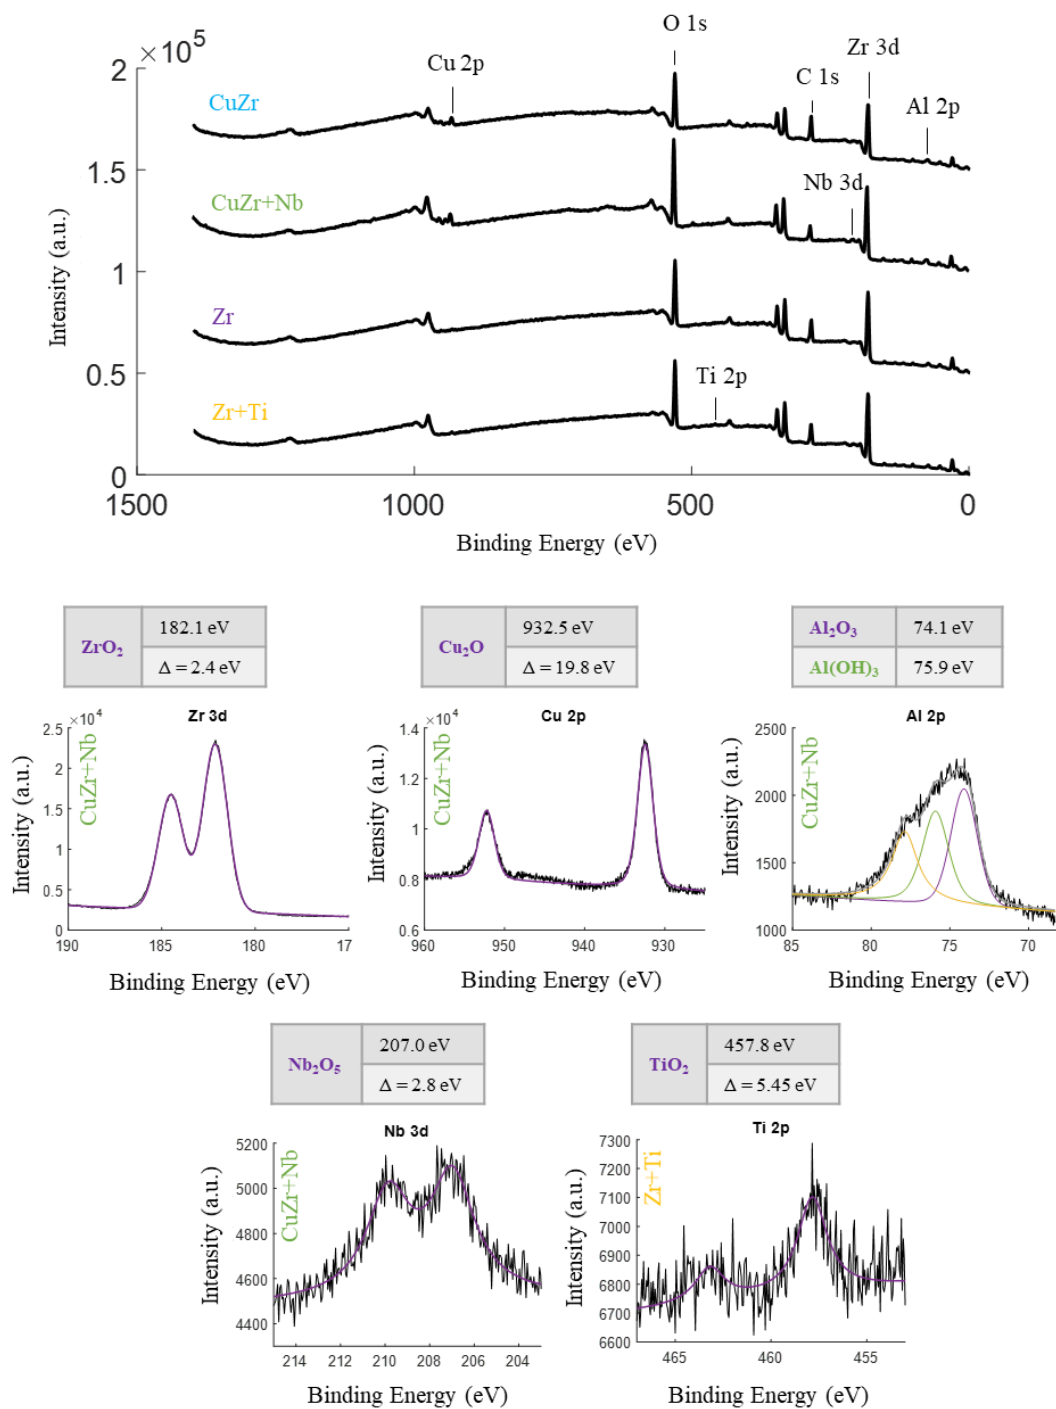 O 1s
×10⁵
Zr 3d
Cu 2p
C 1s
2
CuZr
Al 2p
1.5
CuZr+Nb
Nb 3d
Intensity (a.u.)
1
Zr
0.5
Ti 2p
Zr+Ti
0
1500
1000
500
0
Binding Energy (eV)
ZrO₂
182.1 eV
Δ = 2.4 eV
Cu₂O
932.5 eV
Δ = 19.8 eV
Al₂O₃
74.1 eV
Al(OH)₃
75.9 eV
×10⁴
Zr 3d
2.5
2
1.5
1
0.5
0
CuZr+Nb
Intensity (a.u.)
190
185
180
17
Binding Energy (eV)
×10⁴
Cu 2p
1.4
1.2
1
0.8
0.6
CuZr+Nb
Intensity (a.u.)
960
950
940
930
Binding Energy (eV)
Al 2p
2500
2000
1500
1000
CuZr+Nb
Intensity (a.u.)
85
80
75
70
Binding Energy (eV)
Nb₂O₅
207.0 eV
Δ = 2.8 eV
TiO₂
457.8 eV
Δ = 5.45 eV
Nb 3d
5200
5000
4800
4600
4400
CuZr+Nb
Intensity (a.u.)
214
212
210
208
206
204
Binding Energy (eV)
Ti 2p
7300
7200
7100
7000
6900
6800
6700
6600
Zr+Ti
Intensity (a.u.)
465
460
455
Binding Energy (eV)